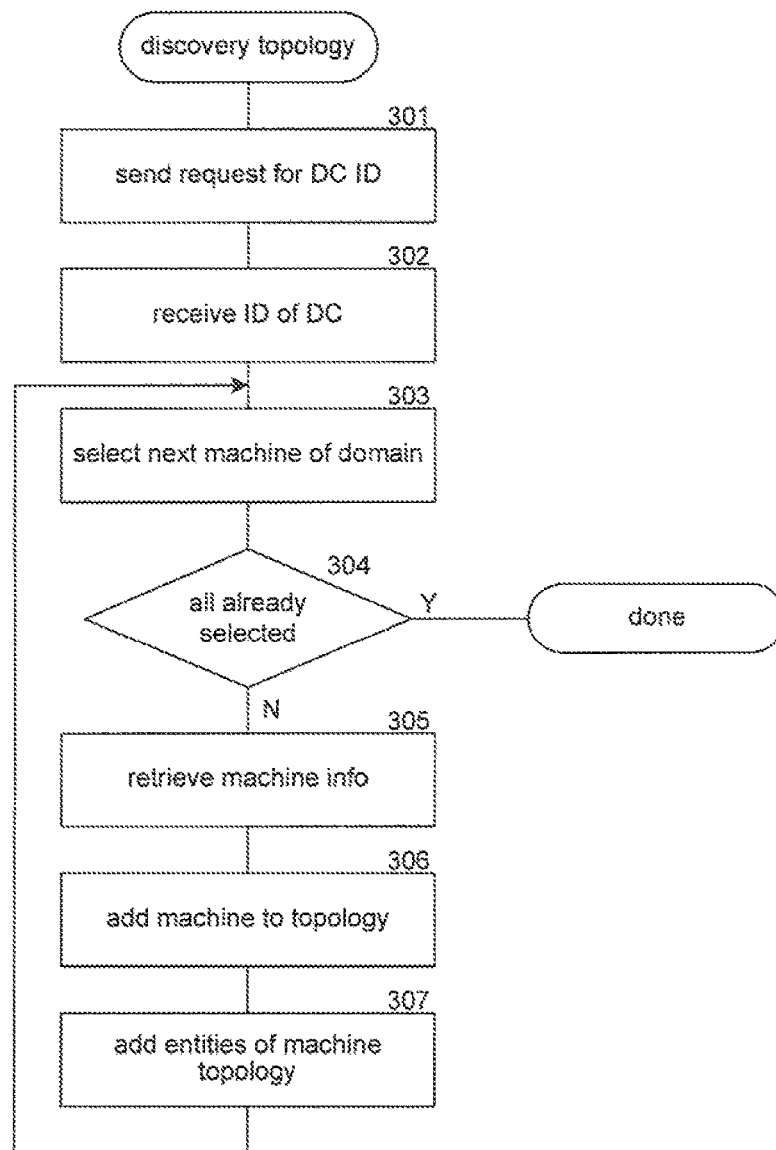 discovery topology
301
send request for DC ID
302
receive ID of DC
303
select next machine of domain
304
all already
selected
Y
done
N
305
retrieve machine info
306
add machine to topology
307
add entities of machine
topology